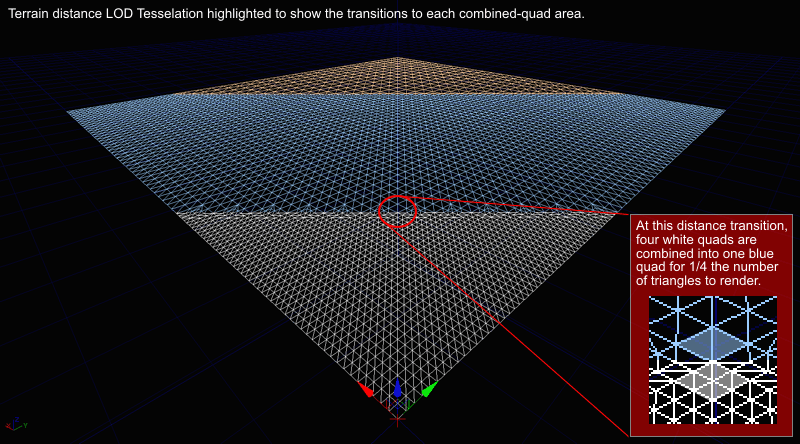 Terrain distance LOD Tesselation highlighted to show the transitions to each combined-quad area.
At this distance transition,
four white quads are
combined into one blue
quad for 1/4 the number
of triangles to render.